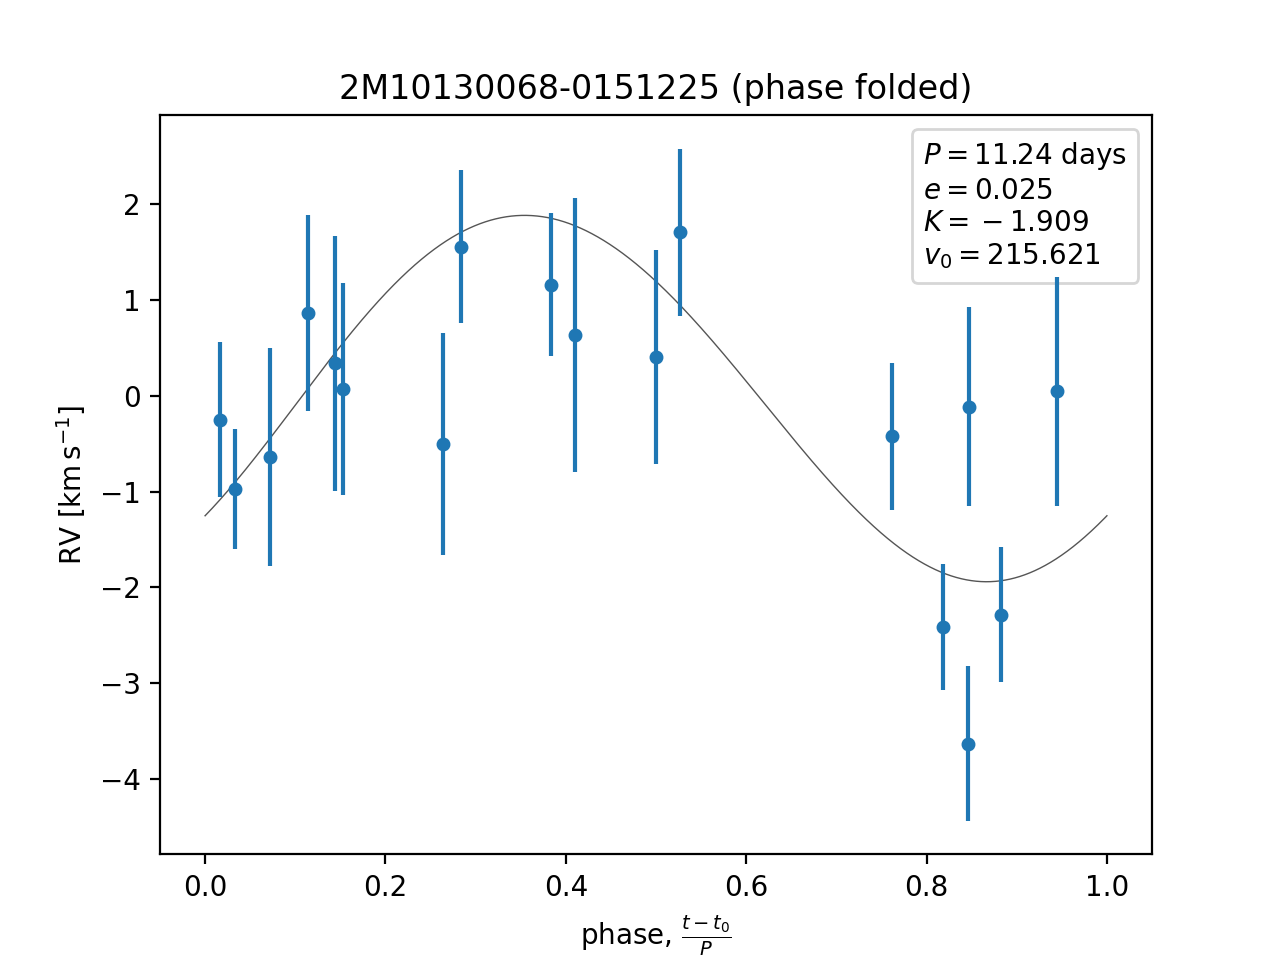 2M10130068-0151225 (phase folded)
P = 11.24 days
e = 0.025
K = −1.909
v₀ = 215.621
RV [km s⁻¹]
2
1
0
−1
−2
−3
−4
0.0 0.2 0.4 0.6 0.8 1.0
phase, (t − t₀)/P